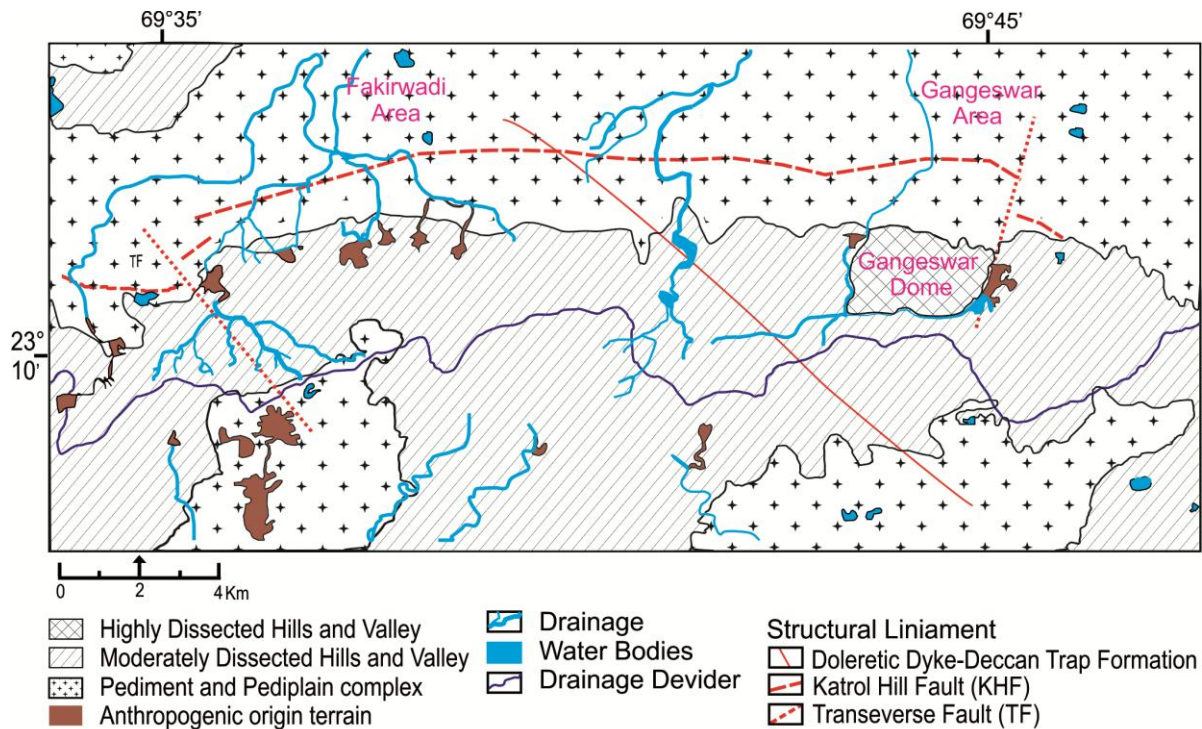 69°35' 69°45'
Fakirwadi
Area
Gangeswar
Area
TF
Gangeswar
Dome
23°
10'
0 2 4 Km
Highly Dissected Hills and Valley
Moderately Dissected Hills and Valley
Pediment and Pediplain complex
Anthropogenic origin terrain
Drainage
Water Bodies
Drainage Devider
Structural Liniament
Doleretic Dyke-Deccan Trap Formation
Katrol Hill Fault (KHF)
Transeverse Fault (TF)